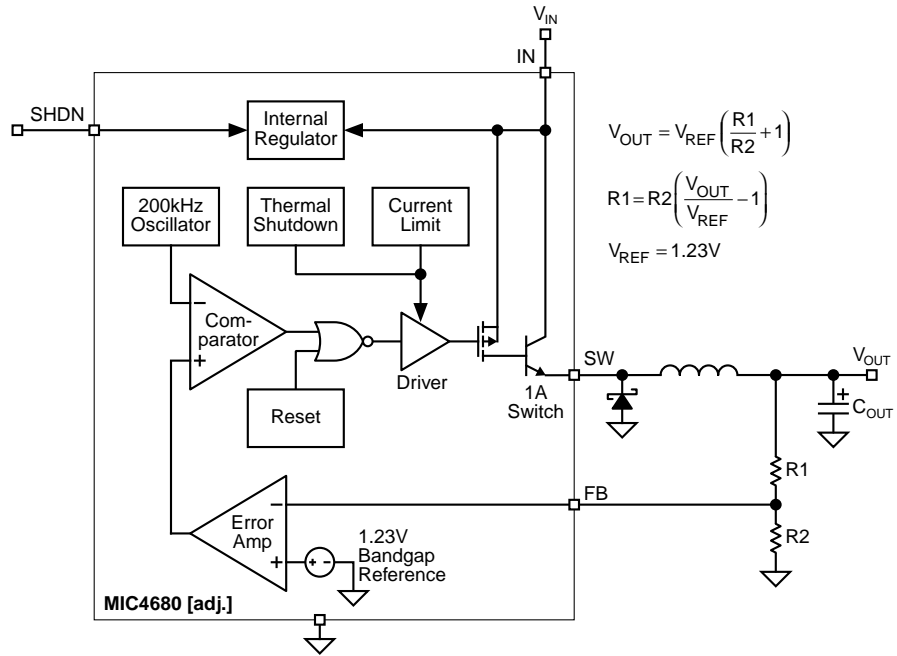 V_IN
IN
SHDN
Internal
Regulator
200kHz
Oscillator
Thermal
Shutdown
Current
Limit
V_OUT = V_REF (R1/R2 + 1)
R1 = R2 (V_OUT/V_REF − 1)
V_REF = 1.23V
−
Com-
parator
+
Driver
Reset
SW
1A
Switch
V_OUT
+
C_OUT
R1
FB
R2
−
Error
Amp
+
+ −
1.23V
Bandgap
Reference
MIC4680 [adj.]